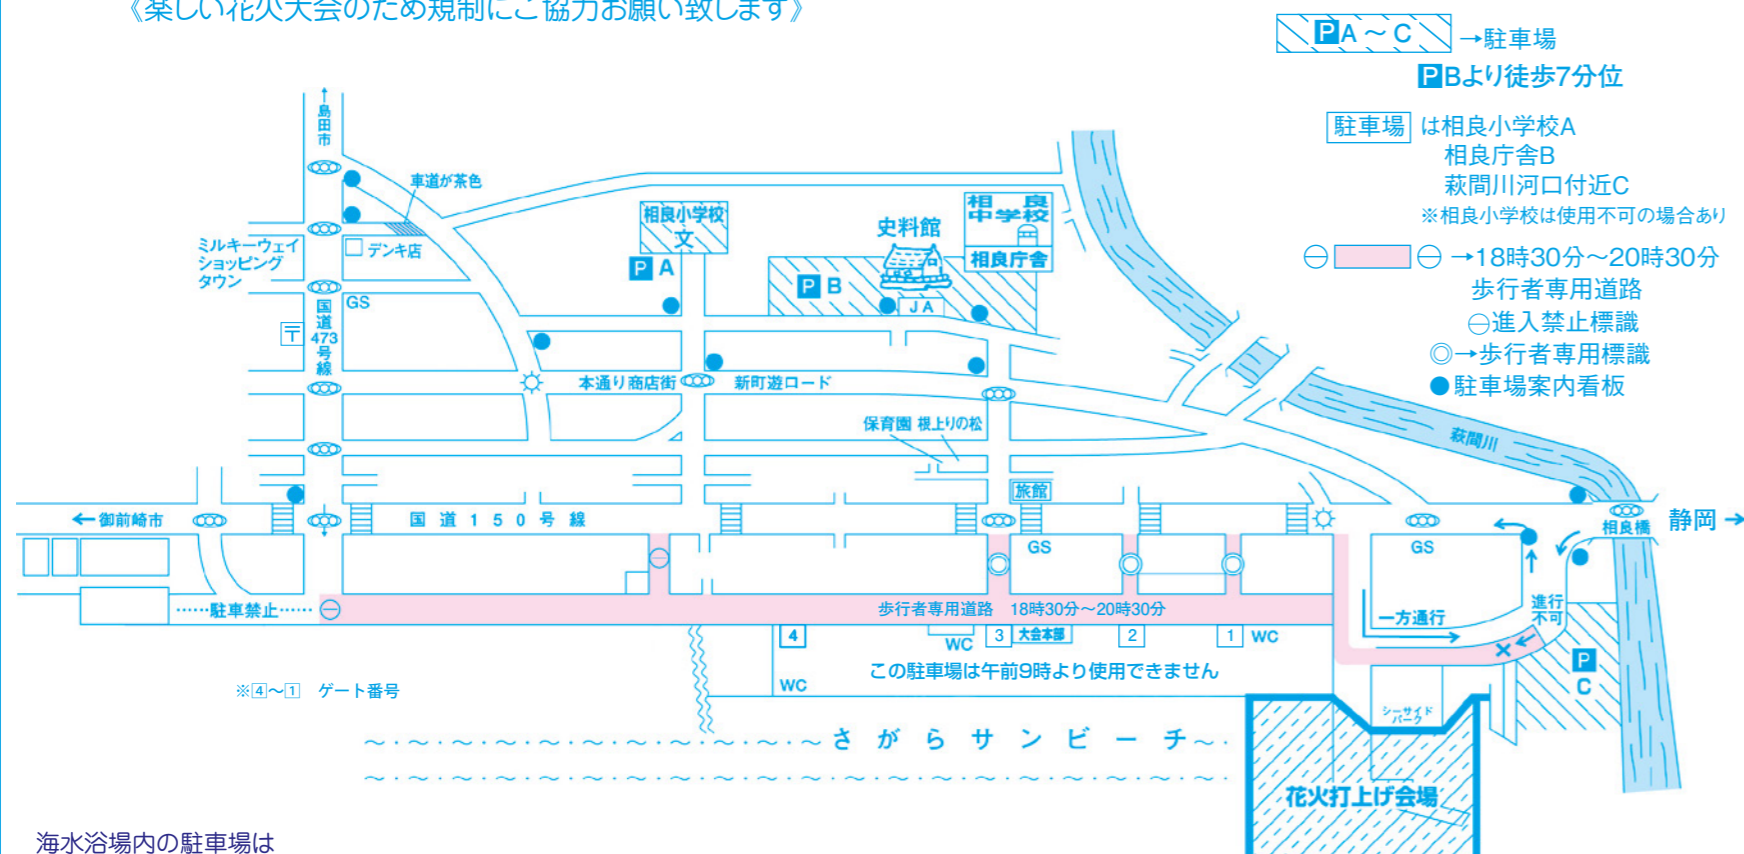 《楽しい花火大会のため規制にご協力お願い致します》
PA～C →駐車場
PBより徒歩7分位
駐車場 は相良小学校A
相良庁舎B
萩間川河口付近C
※相良小学校は使用不可の場合あり
→18時30分～20時30分
歩行者専用道路
㊀進入禁止標識
◎→歩行者専用標識
●駐車場案内看板
↑島田市
車道が茶色
デンキ店
ミルキーウェイ
ショッピング
タウン
GS
〒
国道473号線
相良小学校
文
P A
P B
史料館
JA
相良
中学校
相良庁舎
本通り商店街
新町遊ロード
保育園 根上りの松
旅館
萩間川
←御前崎市
国道150号線
GS
GS
相良橋
静岡→
……駐車禁止……
歩行者専用道路 18時30分～20時30分
一方通行
進行
不可
P
C
4
WC
3
大会本部
2
1
WC
この駐車場は午前9時より使用できません
WC
※4～1 ゲート番号
シーサイド
パーク
さがらサンビーチ
花火打上げ会場
海水浴場内の駐車場は